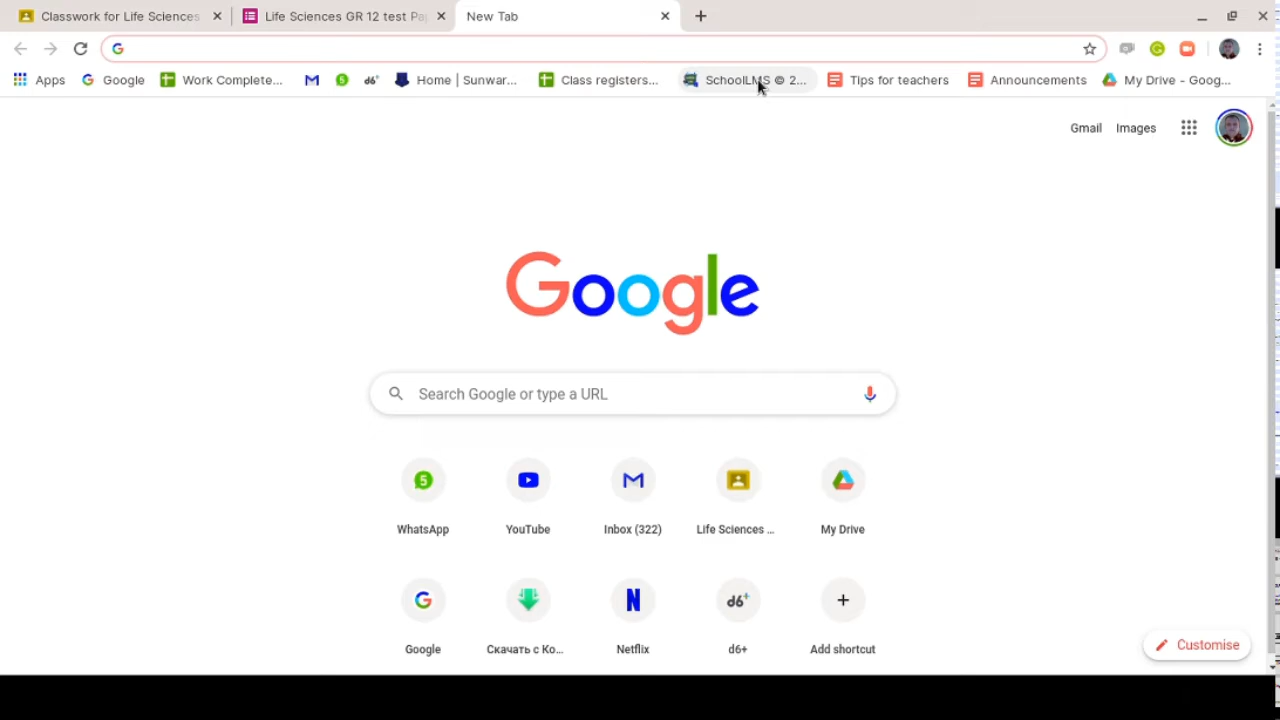 Classwork for Life Sciences
Life Sciences GR 12 test Pa
New Tab
Apps
Google
Work Complete...
Home | Sunwar...
Class registers...
SchoolLMS © 2...
Tips for teachers
Announcements
My Drive - Goog...
Gmail
Images
Google
Search Google or type a URL
5
WhatsApp
YouTube
Inbox (322)
Life Sciences ...
My Drive
d6+
Google
Скачать с Ко...
Netflix
d6+
Add shortcut
Customise